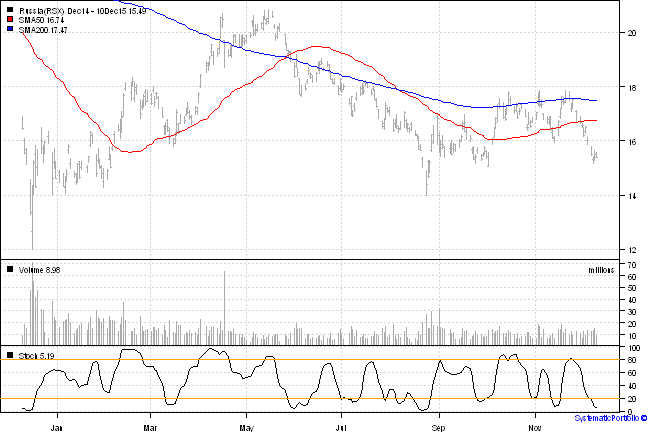 Russia(RSX) Dec14 - 10Dec15 15.49
SMA50 16.74
SMA200 17.47
20
18
16
14
12
Volume 8.98
millions
70
60
50
40
30
20
10
Stoch 5.19
100
80
60
40
20
0
Jan Mar May Jul Sep Nov
SystematicPortfolio ©